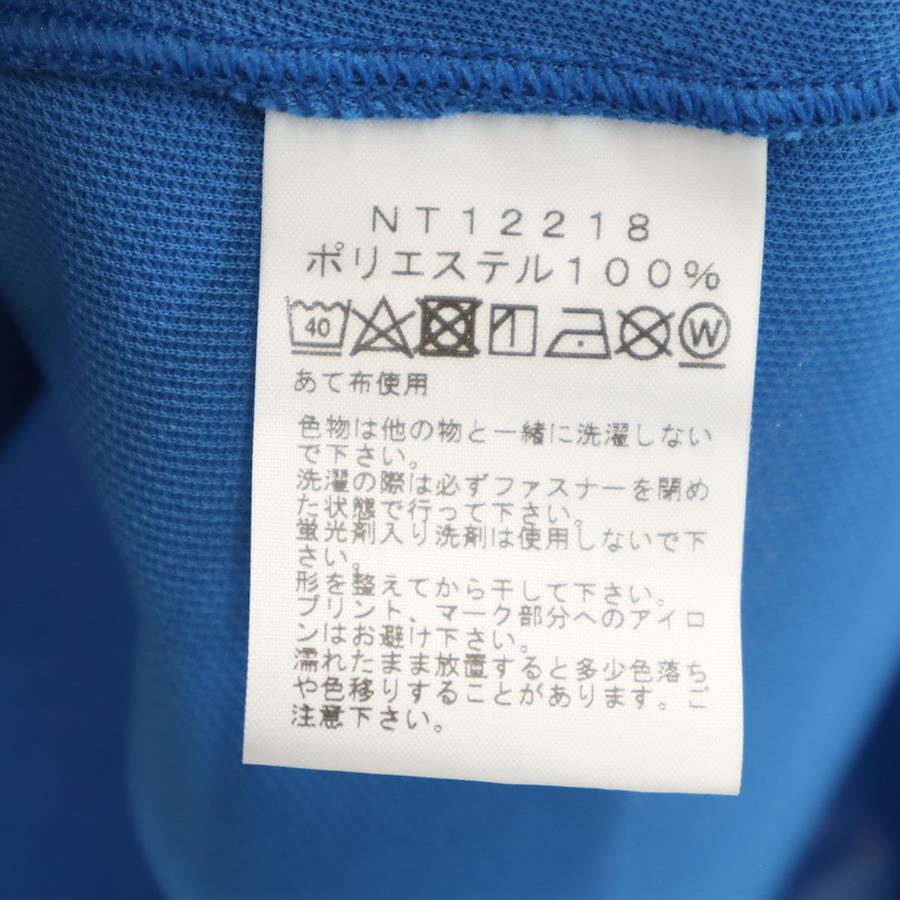 NT12218
ポリエステル100%
40 W
あて布使用
色物は他の物と一緒に洗濯しない
で下さい。
洗濯の際は必ずファスナーを閉め
た状態で行って下さい。
蛍光剤入り洗剤は使用しないで下
さい。
形を整えてから干して下さい。
プリント、マーク部分へのアイロ
ンはお避け下さい。
濡れたまま放置すると多少色落ち
や色移りすることがあります。ご
注意下さい。